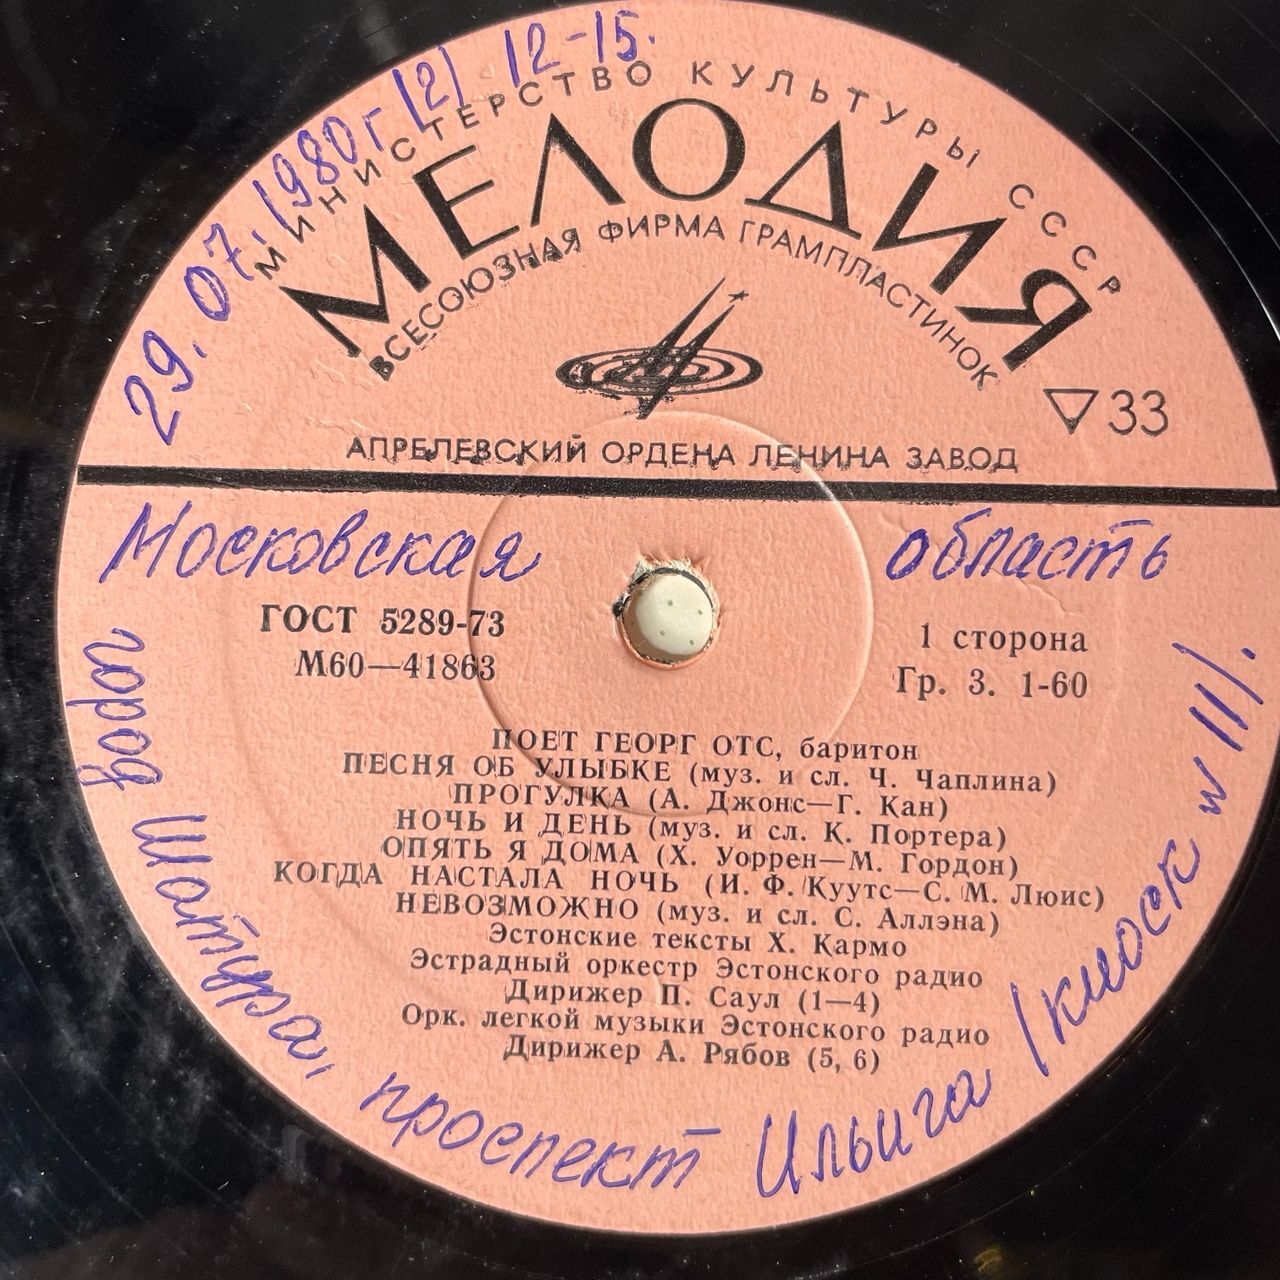 29.07.1980г. (2) 12-15.
МИНИСТЕРСТВО КУЛЬТУРЫ СССР
МЕЛОДИЯ
ВСЕСОЮЗНАЯ ФИРМА ГРАМПЛАСТИНОК
▽33
АПРЕЛЕВСКИЙ ОРДЕНА ЛЕНИНА ЗАВОД
Московская область
ГОСТ 5289-73
М60—41863
1 сторона
Гр. 3. 1-60
ПОЕТ ГЕОРГ ОТС, баритон
ПЕСНЯ ОБ УЛЫБКЕ (муз. и сл. Ч. Чаплина)
ПРОГУЛКА (А. Джонс—Г. Кан)
НОЧЬ И ДЕНЬ (муз. и сл. К. Портера)
ОПЯТЬ Я ДОМА (Х. Уоррен—М. Гордон)
КОГДА НАСТАЛА НОЧЬ (И. Ф. Куутс—С. М. Люис)
НЕВОЗМОЖНО (муз. и сл. С. Аллэна)
Эстонские тексты Х. Кармо
Эстрадный оркестр Эстонского радио
Дирижер П. Саул (1—4)
Орк. легкой музыки Эстонского радио
Дирижер А. Рябов (5, 6)
город Шатура, проспект Ильича (киоск N 11).